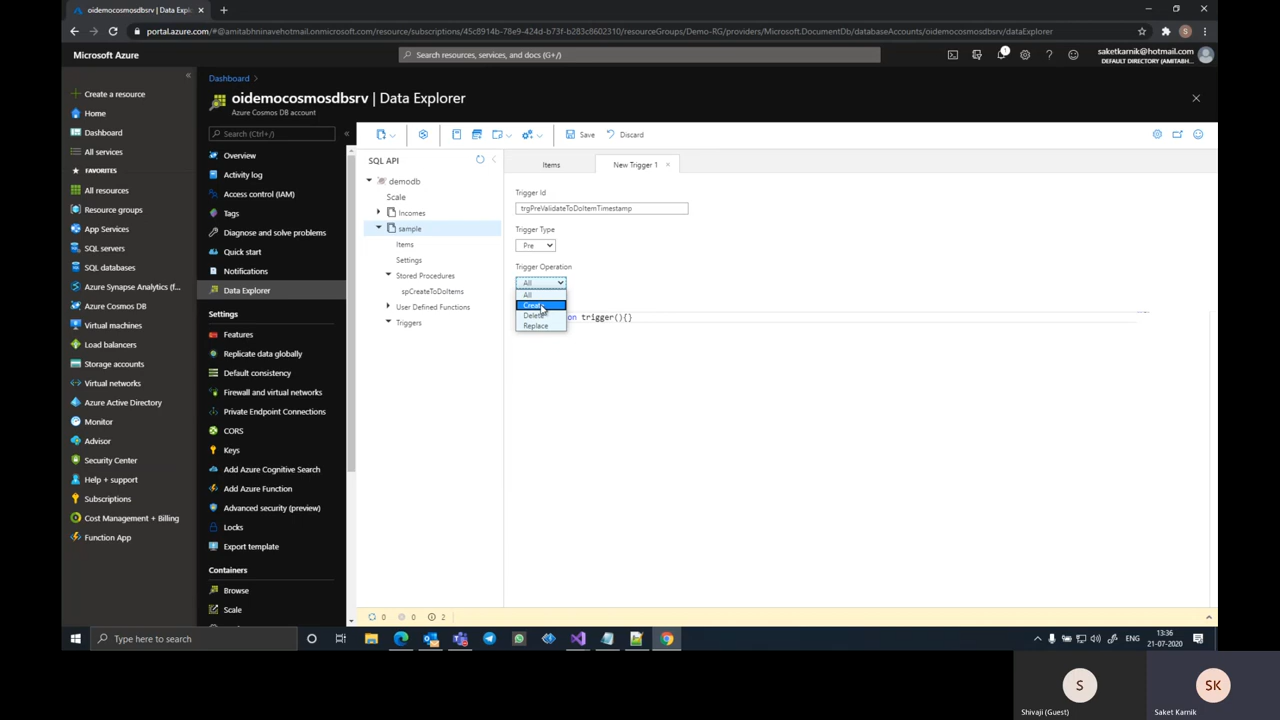 oidemocosmosdbsrv | Data Explorer
portal.azure.com/#@amitabhninavehotmail.onmicrosoft.com/resource/subscriptions/45c8914b-78e9-424d-b73f-b283c8602310/resourceGroups/Demo-RG/providers/Microsoft.DocumentDb/databaseAccounts/oidemocosmosdbsrv/dataExplorer
S
Microsoft Azure
Search resources, services, and docs (G+/)
1
saketkarnik@hotmail.com
DEFAULT DIRECTORY (AMITABH...
Create a resource
Home
Dashboard
All services
FAVORITES
All resources
Resource groups
App Services
SQL servers
SQL databases
Azure Synapse Analytics (f...
Azure Cosmos DB
Virtual machines
Load balancers
Storage accounts
Virtual networks
Azure Active Directory
Monitor
Advisor
Security Center
Help + support
Subscriptions
Cost Management + Billing
Function App
Dashboard
oidemocosmosdbsrv | Data Explorer
Azure Cosmos DB account
Search (Ctrl+/)
Overview
Activity log
Access control (IAM)
Tags
Diagnose and solve problems
Quick start
Notifications
Data Explorer
Settings
Features
Replicate data globally
Default consistency
Firewall and virtual networks
Private Endpoint Connections
CORS
Keys
Add Azure Cognitive Search
Add Azure Function
Advanced security (preview)
Locks
Export template
Containers
Browse
Scale
Save
Discard
SQL API
demodb
Scale
Incomes
sample
Items
Settings
Stored Procedures
spCreateToDoItems
User Defined Functions
Triggers
Items
New Trigger 1
Trigger Id
trgPreValidateToDoItemTimestamp
Trigger Type
Pre
Trigger Operation
All
All
Create
Delete
Replace
on trigger(){}
0
0
2
Type here to search
ENG
13:36
21-07-2020
S
SK
Shivaji (Guest)
Saket Karnik